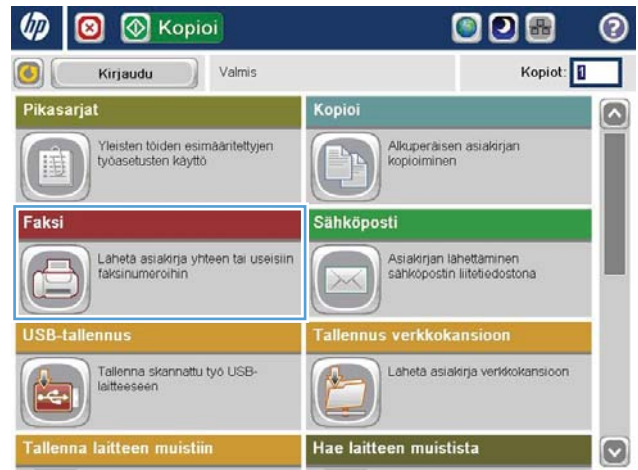 hp Kopioi ?
Kirjaudu Valmis Kopiot: 1
Pikasarjat
Yleisten töiden esimääritettyjen
työasetusten käyttö
Kopioi
Alkuperäisen asiakirjan
kopioiminen
Faksi
Lähetä asiakirja yhteen tai useisiin
faksinumeroihin
Sähköposti
Asiakirjan lähettäminen
sähköpostin liitetiedostona
USB-tallennus
Tallenna skannattu työ USB-
laitteeseen
Tallennus verkkokansioon
Lähetä asiakirja verkkokansioon
Tallenna laitteen muistiin
Hae laitteen muistista